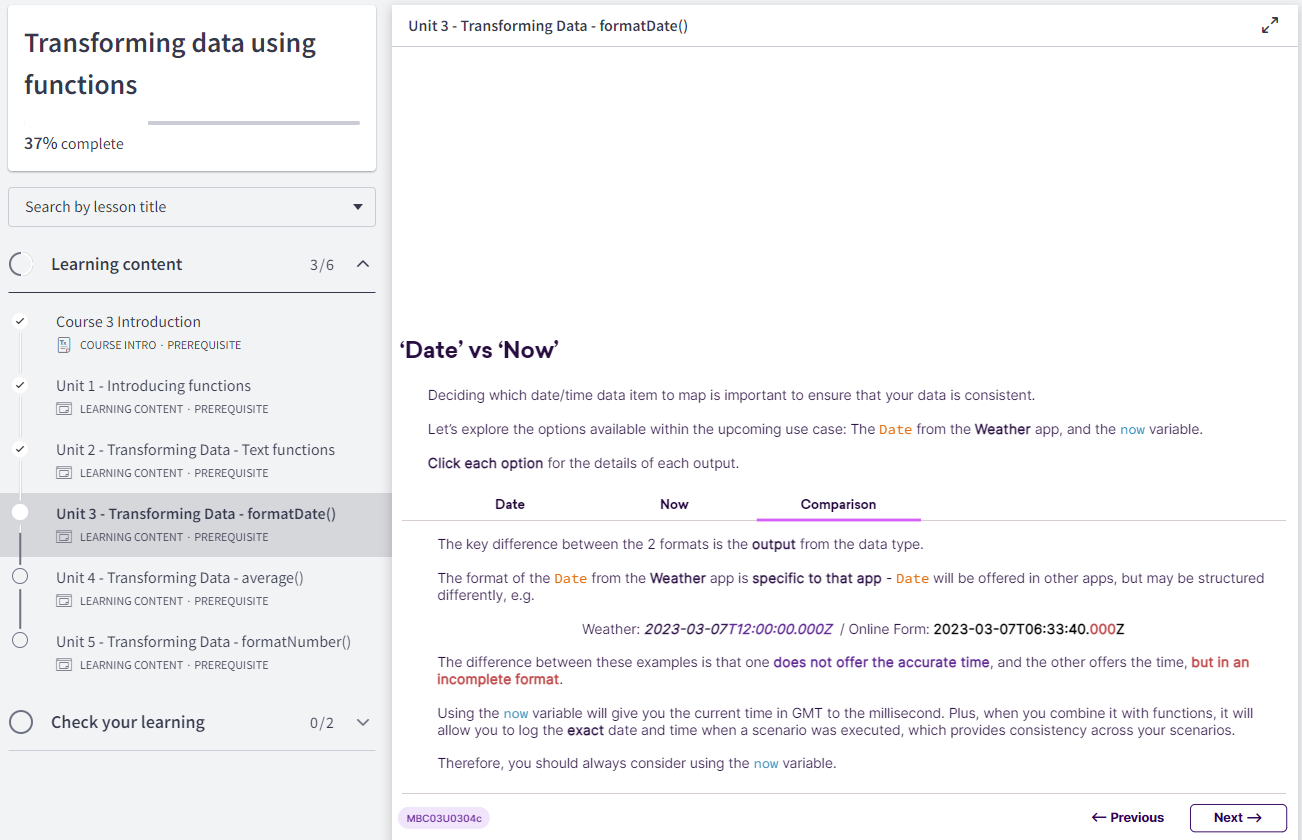 Transforming data using
functions
37% complete
Search by lesson title
Learning content 3/6
Course 3 Introduction
COURSE INTRO · PREREQUISITE
Unit 1 - Introducing functions
LEARNING CONTENT · PREREQUISITE
Unit 2 - Transforming Data - Text functions
LEARNING CONTENT · PREREQUISITE
Unit 3 - Transforming Data - formatDate()
LEARNING CONTENT · PREREQUISITE
Unit 4 - Transforming Data - average()
LEARNING CONTENT · PREREQUISITE
Unit 5 - Transforming Data - formatNumber()
LEARNING CONTENT · PREREQUISITE
Check your learning 0/2
Unit 3 - Transforming Data - formatDate()
‘Date’ vs ‘Now’
Deciding which date/time data item to map is important to ensure that your data is consistent.
Let’s explore the options available within the upcoming use case: The Date from the Weather app, and the now variable.
Click each option for the details of each output.
Date Now Comparison
The key difference between the 2 formats is the output from the data type.
The format of the Date from the Weather app is specific to that app - Date will be offered in other apps, but may be structured
differently, e.g.
Weather: 2023-03-07T12:00:00.000Z / Online Form: 2023-03-07T06:33:40.000Z
The difference between these examples is that one does not offer the accurate time, and the other offers the time, but in an
incomplete format.
Using the now variable will give you the current time in GMT to the millisecond. Plus, when you combine it with functions, it will
allow you to log the exact date and time when a scenario was executed, which provides consistency across your scenarios.
Therefore, you should always consider using the now variable.
MBC03U0304c
← Previous Next →